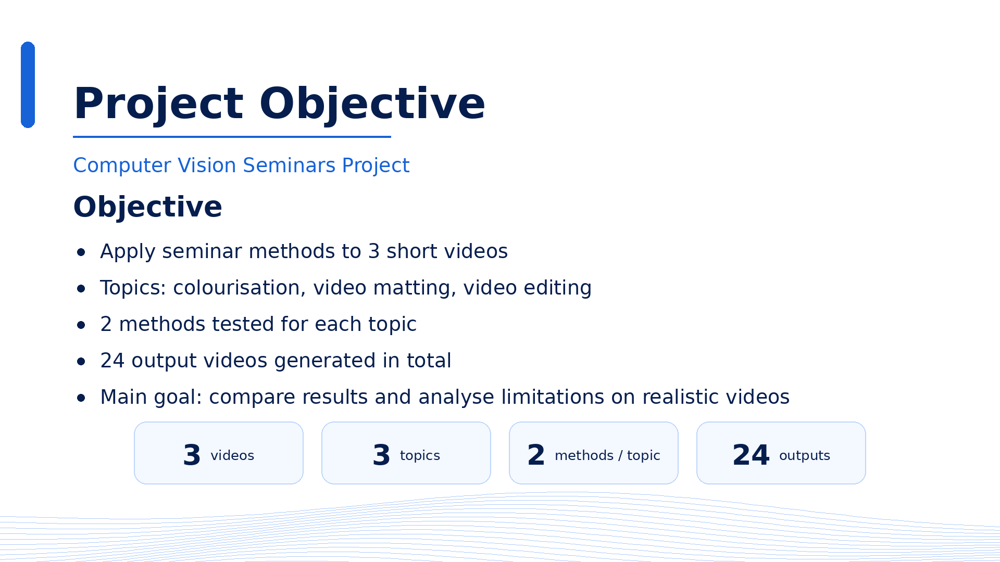 Project Objective
Computer Vision Seminars Project
Objective
• Apply seminar methods to 3 short videos
• Topics: colourisation, video matting, video editing
• 2 methods tested for each topic
• 24 output videos generated in total
• Main goal: compare results and analyse limitations on realistic videos
3 videos
3 topics
2 methods / topic
24 outputs